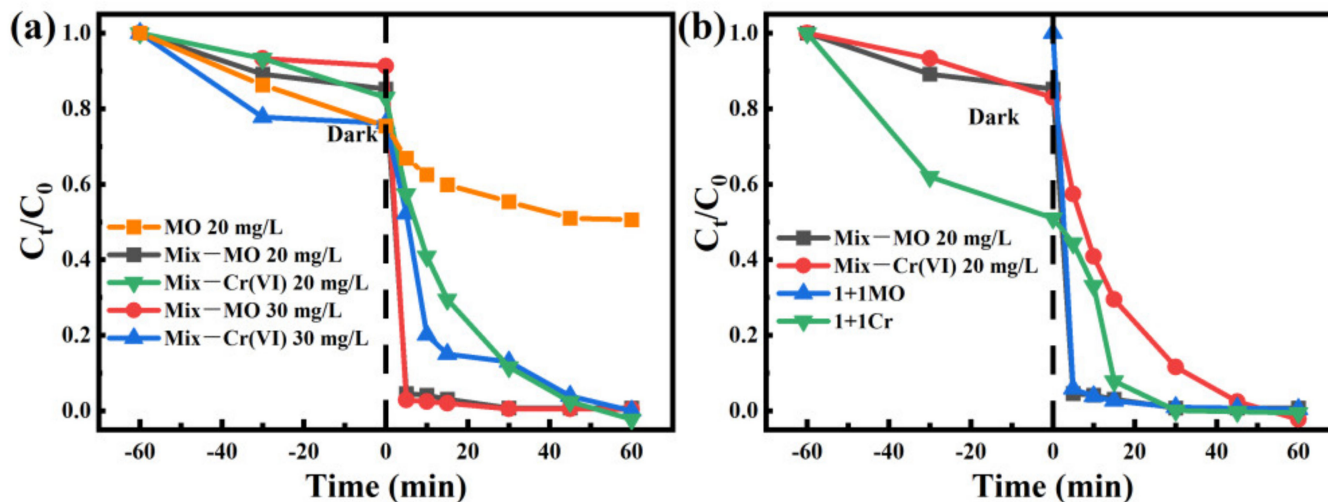 (a)
C_t/C_0
1.0
0.8
0.6
0.4
0.2
0.0
Dark
MO 20 mg/L
Mix－MO 20 mg/L
Mix－Cr(VI) 20 mg/L
Mix－MO 30 mg/L
Mix－Cr(VI) 30 mg/L
-60 -40 -20 0 20 40 60
Time (min)
(b)
C_t/C_0
1.0
0.8
0.6
0.4
0.2
0.0
Dark
Mix－MO 20 mg/L
Mix－Cr(VI) 20 mg/L
1+1MO
1+1Cr
-60 -40 -20 0 20 40 60
Time (min)